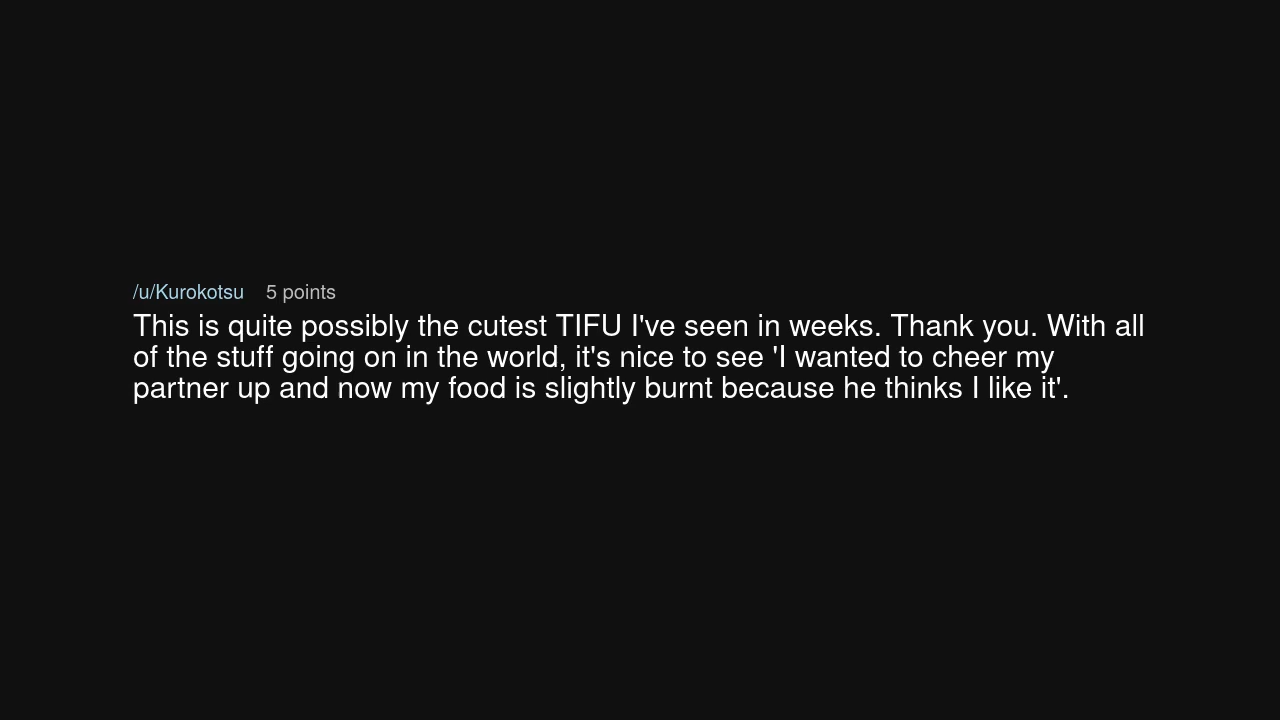 /u/Kurokotsu 5 points
This is quite possibly the cutest TIFU I've seen in weeks. Thank you. With all
of the stuff going on in the world, it's nice to see 'I wanted to cheer my
partner up and now my food is slightly burnt because he thinks I like it'.